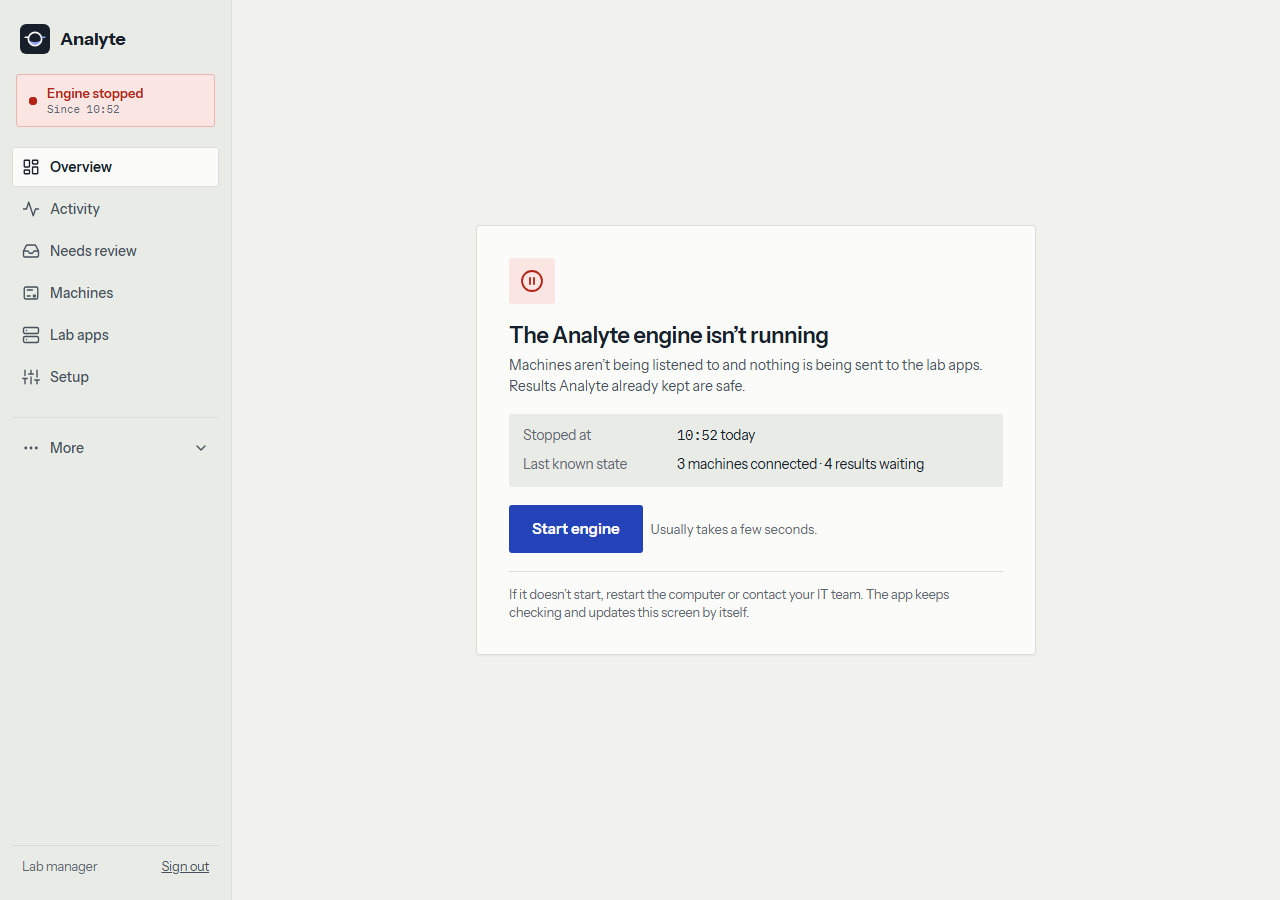 Analyte
Engine stopped
Since 10:52
Overview
Activity
Needs review
Machines
Lab apps
Setup
More
Lab manager
Sign out
The Analyte engine isn’t running
Machines aren’t being listened to and nothing is being sent to the lab apps.
Results Analyte already kept are safe.
Stopped at 10:52 today
Last known state 3 machines connected · 4 results waiting
Start engine Usually takes a few seconds.
If it doesn’t start, restart the computer or contact your IT team. The app keeps
checking and updates this screen by itself.